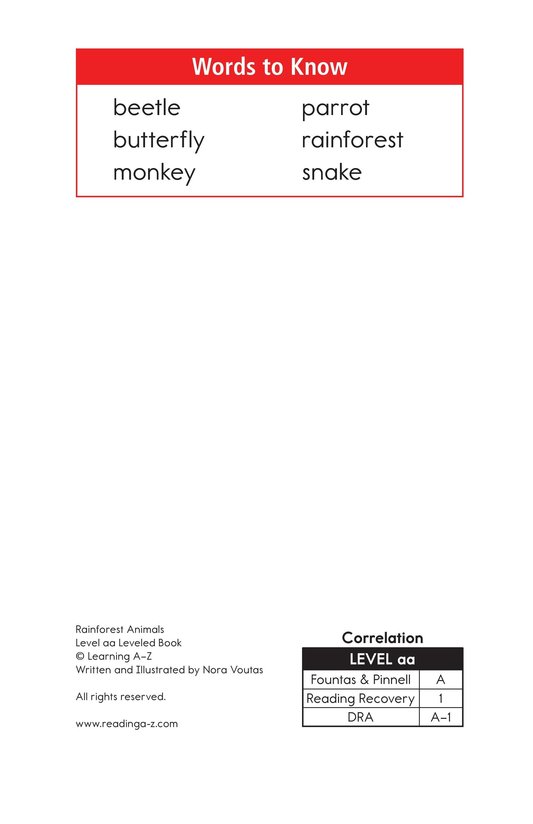 Words to Know
beetle
butterfly
monkey
parrot
rainforest
snake
Rainforest Animals
Level aa Leveled Book
© Learning A–Z
Written and Illustrated by Nora Voutas
All rights reserved.
www.readinga-z.com
Correlation
LEVEL aa
Fountas & Pinnell A
Reading Recovery 1
DRA A–1